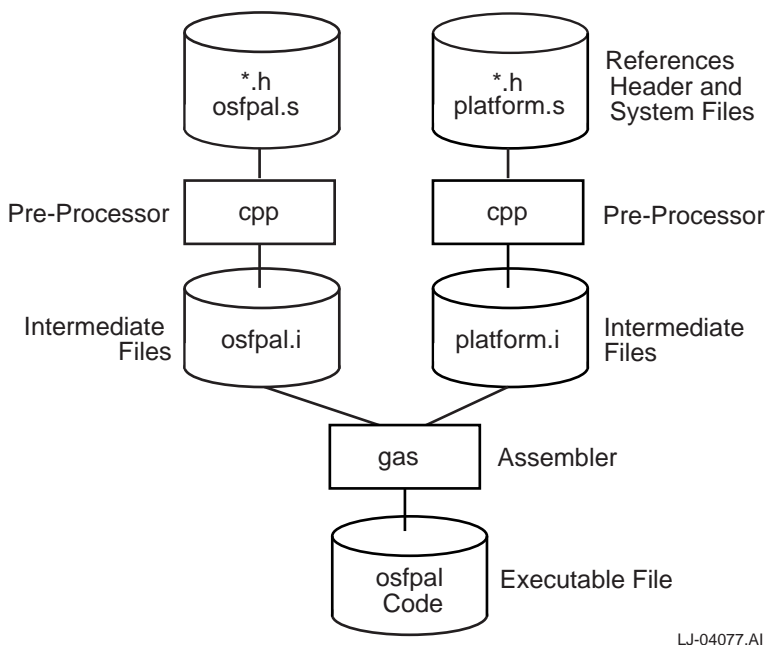 *.h
osfpal.s
*.h
platform.s
References
Header and
System Files
Pre-Processor
cpp
cpp
Pre-Processor
Intermediate
Files
osfpal.i
platform.i
Intermediate
Files
gas
Assembler
osfpal
Code
Executable File
LJ-04077.AI